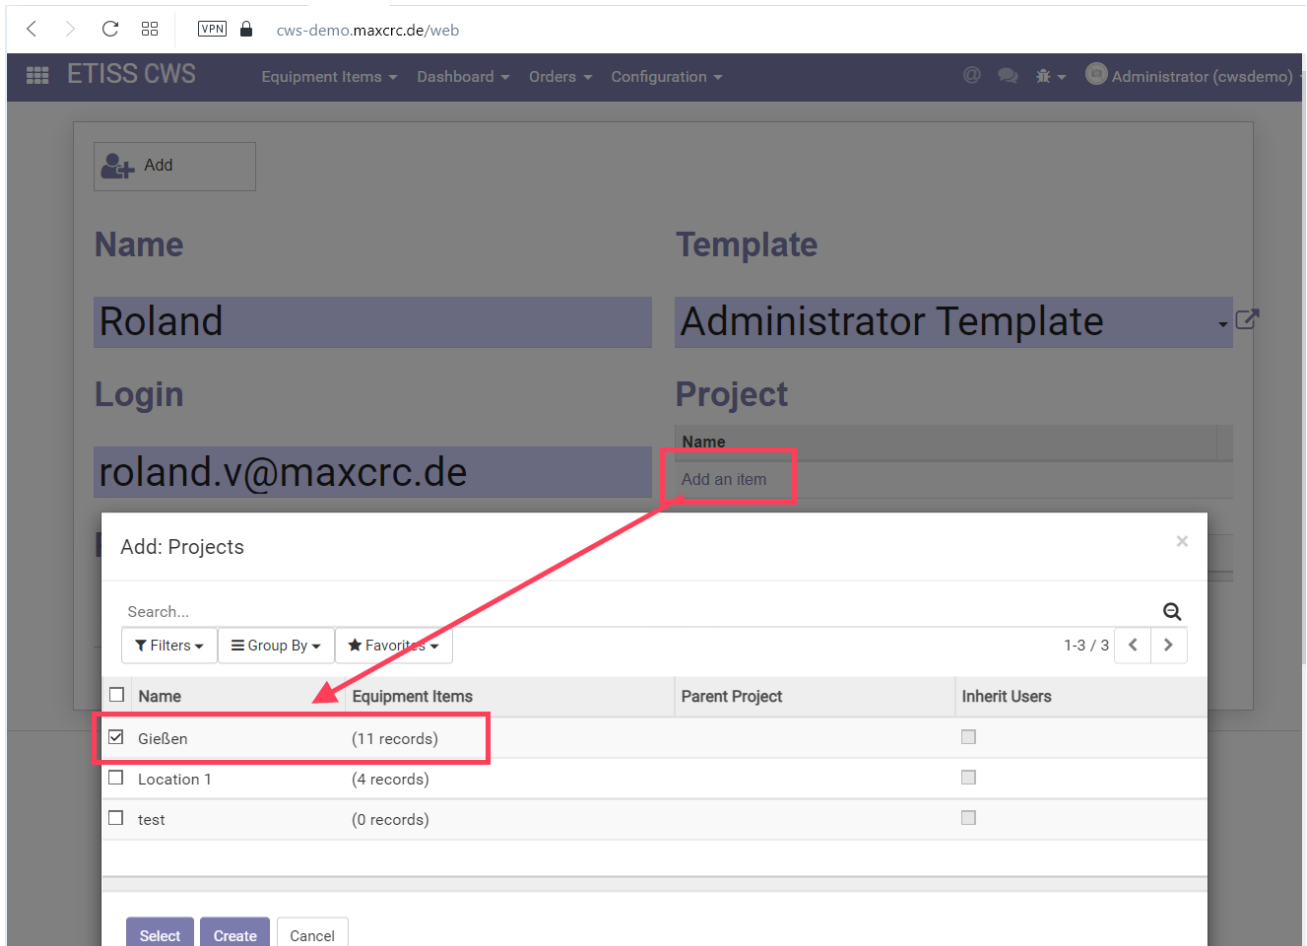 VPN cws-demo.maxcrc.de/web
ETISS CWS Equipment Items Dashboard Orders Configuration @ Administrator (cwsdemo)
Add
Name Template
Roland Administrator Template
Login Project
Name
roland.v@maxcrc.de Add an item
Add: Projects ×
Search...
Filters Group By Favorites 1-3 / 3
Name Equipment Items Parent Project Inherit Users
Gießen (11 records)
Location 1 (4 records)
test (0 records)
Select Create Cancel